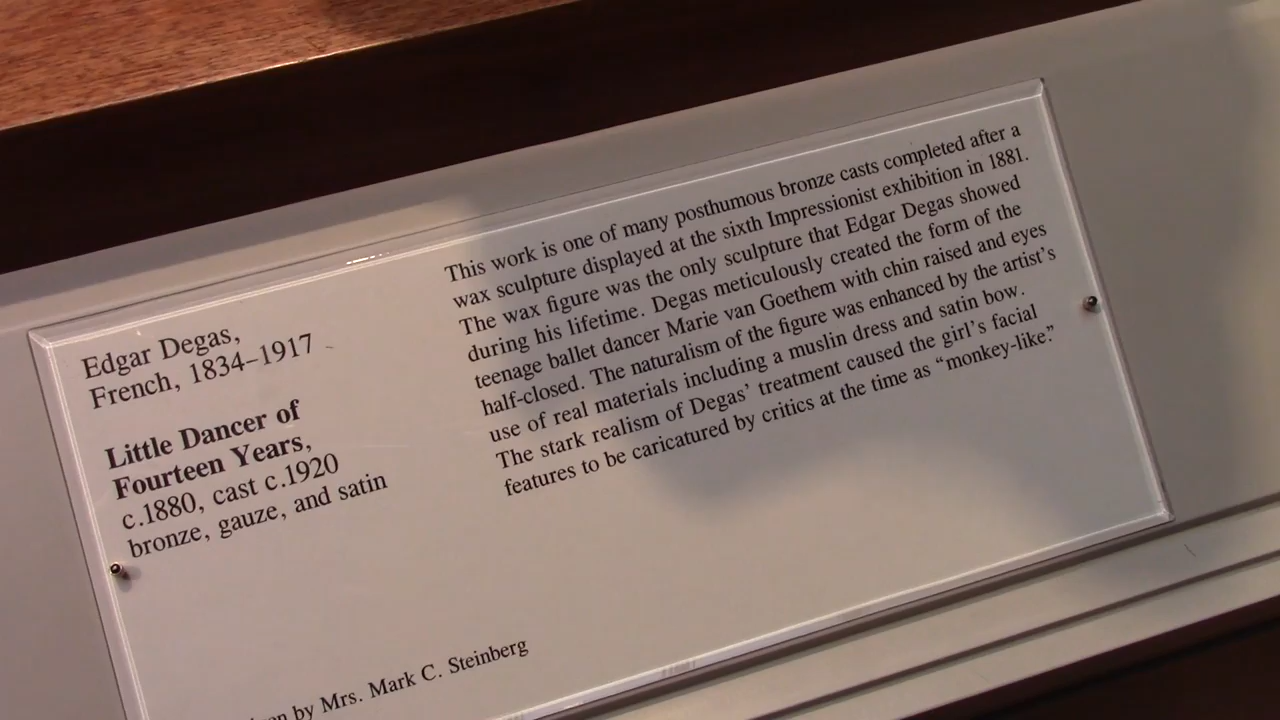 Edgar Degas,
French, 1834–1917
Little Dancer of
Fourteen Years,
c.1880, cast c.1920
bronze, gauze, and satin
This work is one of many posthumous bronze casts completed after a
wax sculpture displayed at the sixth Impressionist exhibition in 1881.
The wax figure was the only sculpture that Edgar Degas showed
during his lifetime. Degas meticulously created the form of the
teenage ballet dancer Marie van Goethem with chin raised and eyes
half-closed. The naturalism of the figure was enhanced by the artist’s
use of real materials including a muslin dress and satin bow.
The stark realism of Degas’ treatment caused the girl’s facial
features to be caricatured by critics at the time as “monkey-like.”
by Mrs. Mark C. Steinberg